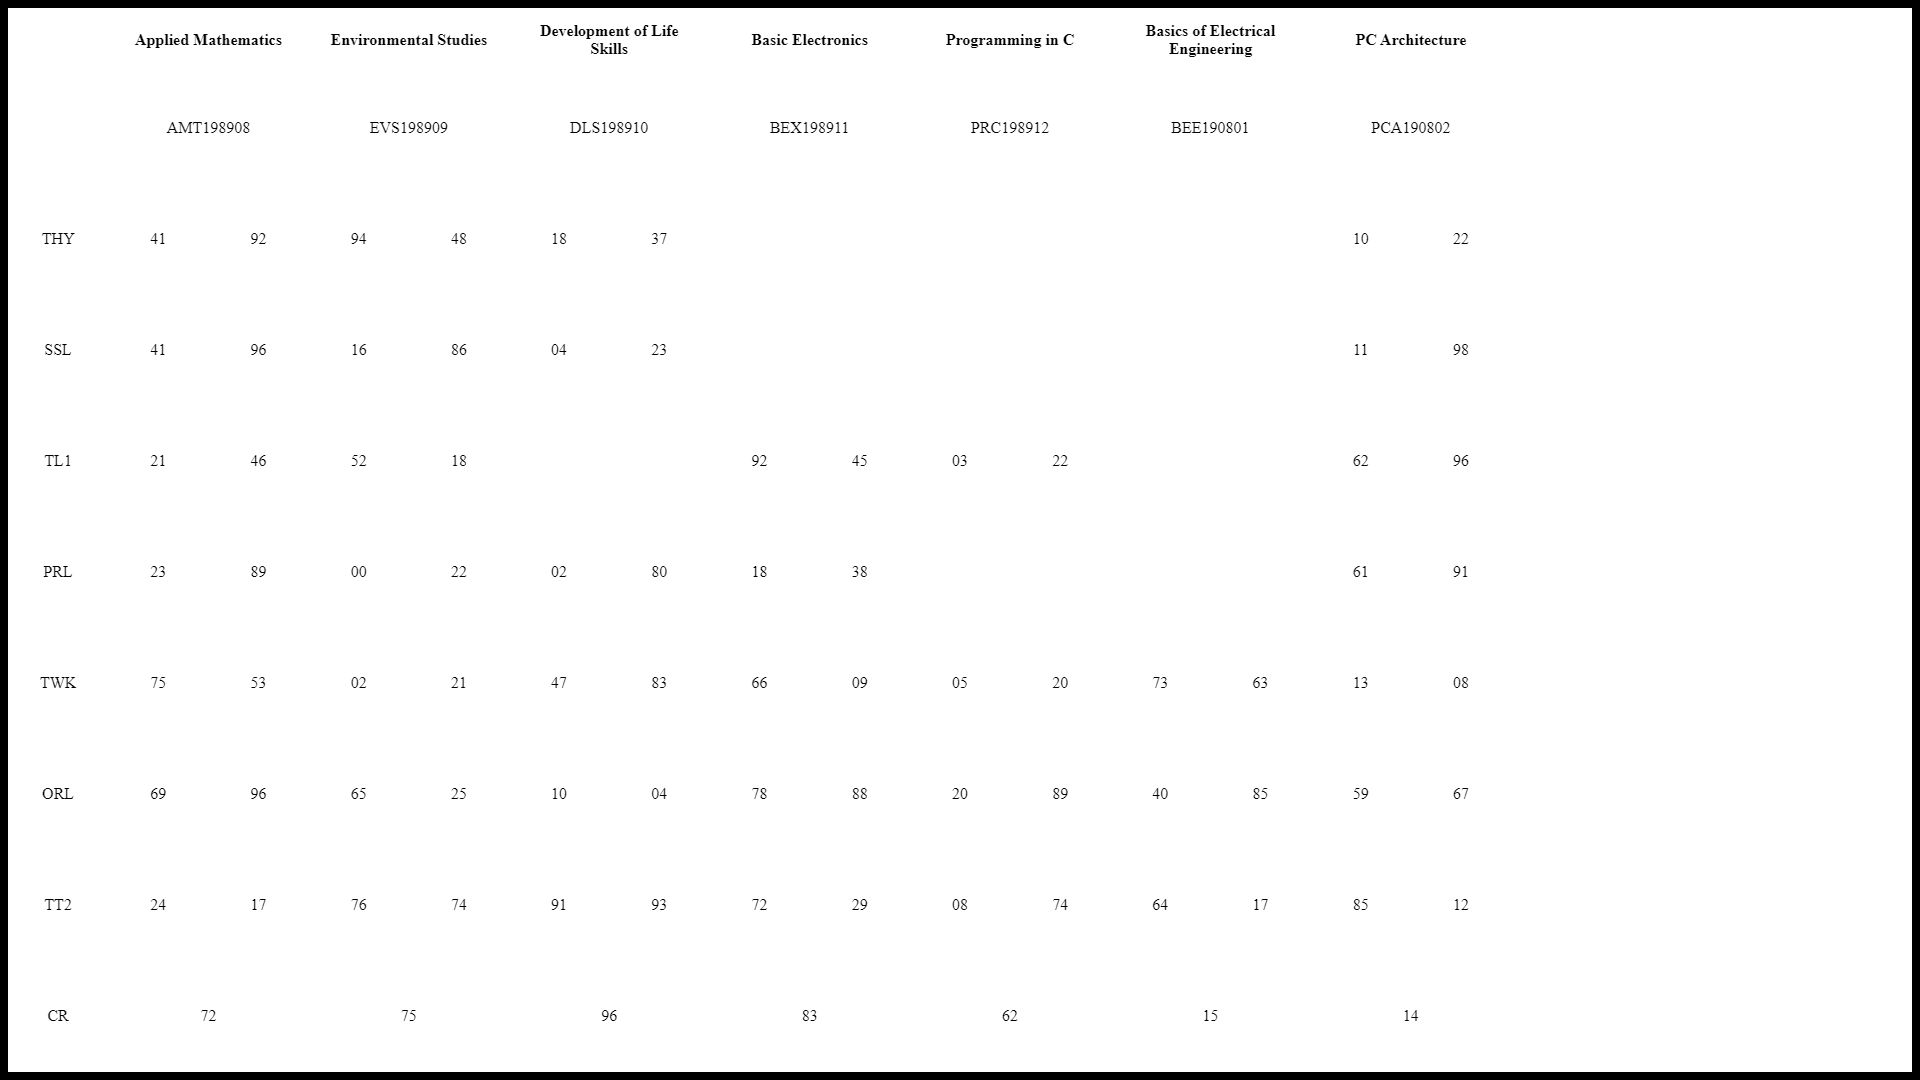 Applied Mathematics Environmental Studies Development of Life Skills Basic Electronics Programming in C Basics of Electrical Engineering PC Architecture
AMT198908 EVS198909 DLS198910 BEX198911 PRC198912 BEE190801 PCA190802
THY 41 92 94 48 18 37 10 22
SSL 41 96 16 86 04 23 11 98
TL1 21 46 52 18 92 45 03 22 62 96
PRL 23 89 00 22 02 80 18 38 61 91
TWK 75 53 02 21 47 83 66 09 05 20 73 63 13 08
ORL 69 96 65 25 10 04 78 88 20 89 40 85 59 67
TT2 24 17 76 74 91 93 72 29 08 74 64 17 85 12
CR 72 75 96 83 62 15 14